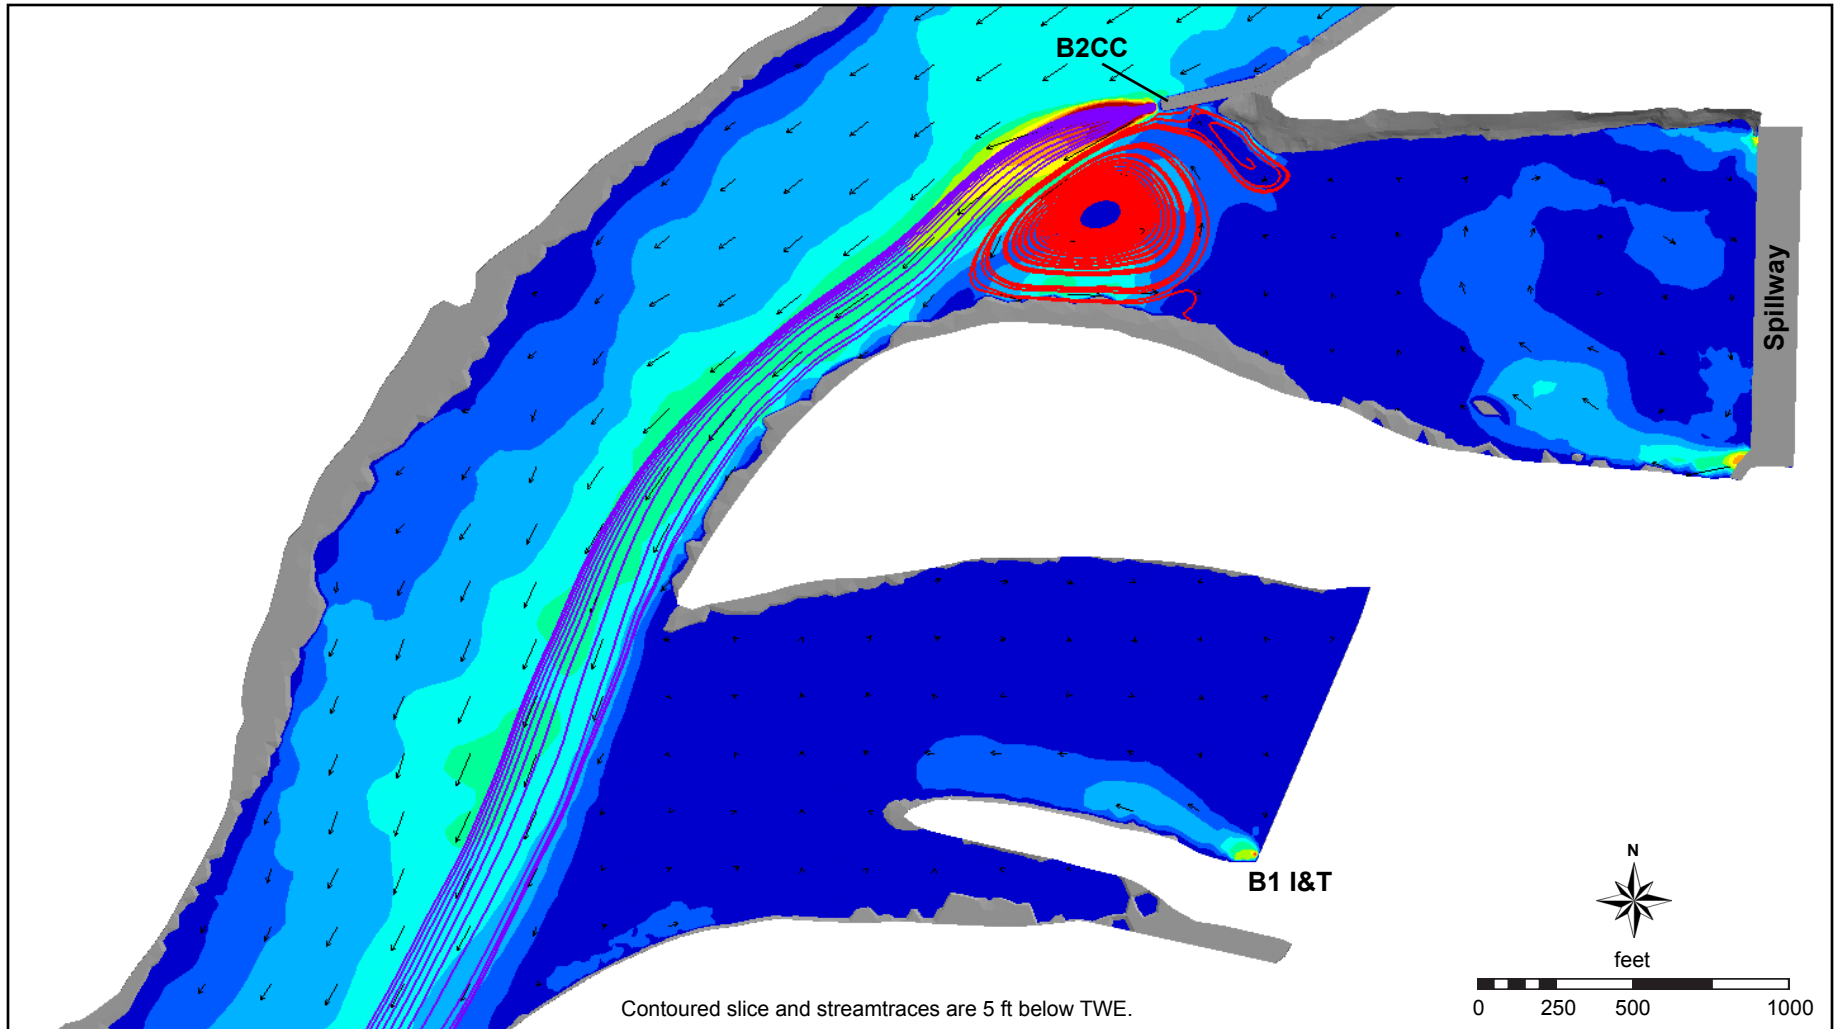 B2CC
Spillway
B1 I&T
N
feet
0 250 500 1000
Contoured slice and streamtraces are 5 ft below TWE.